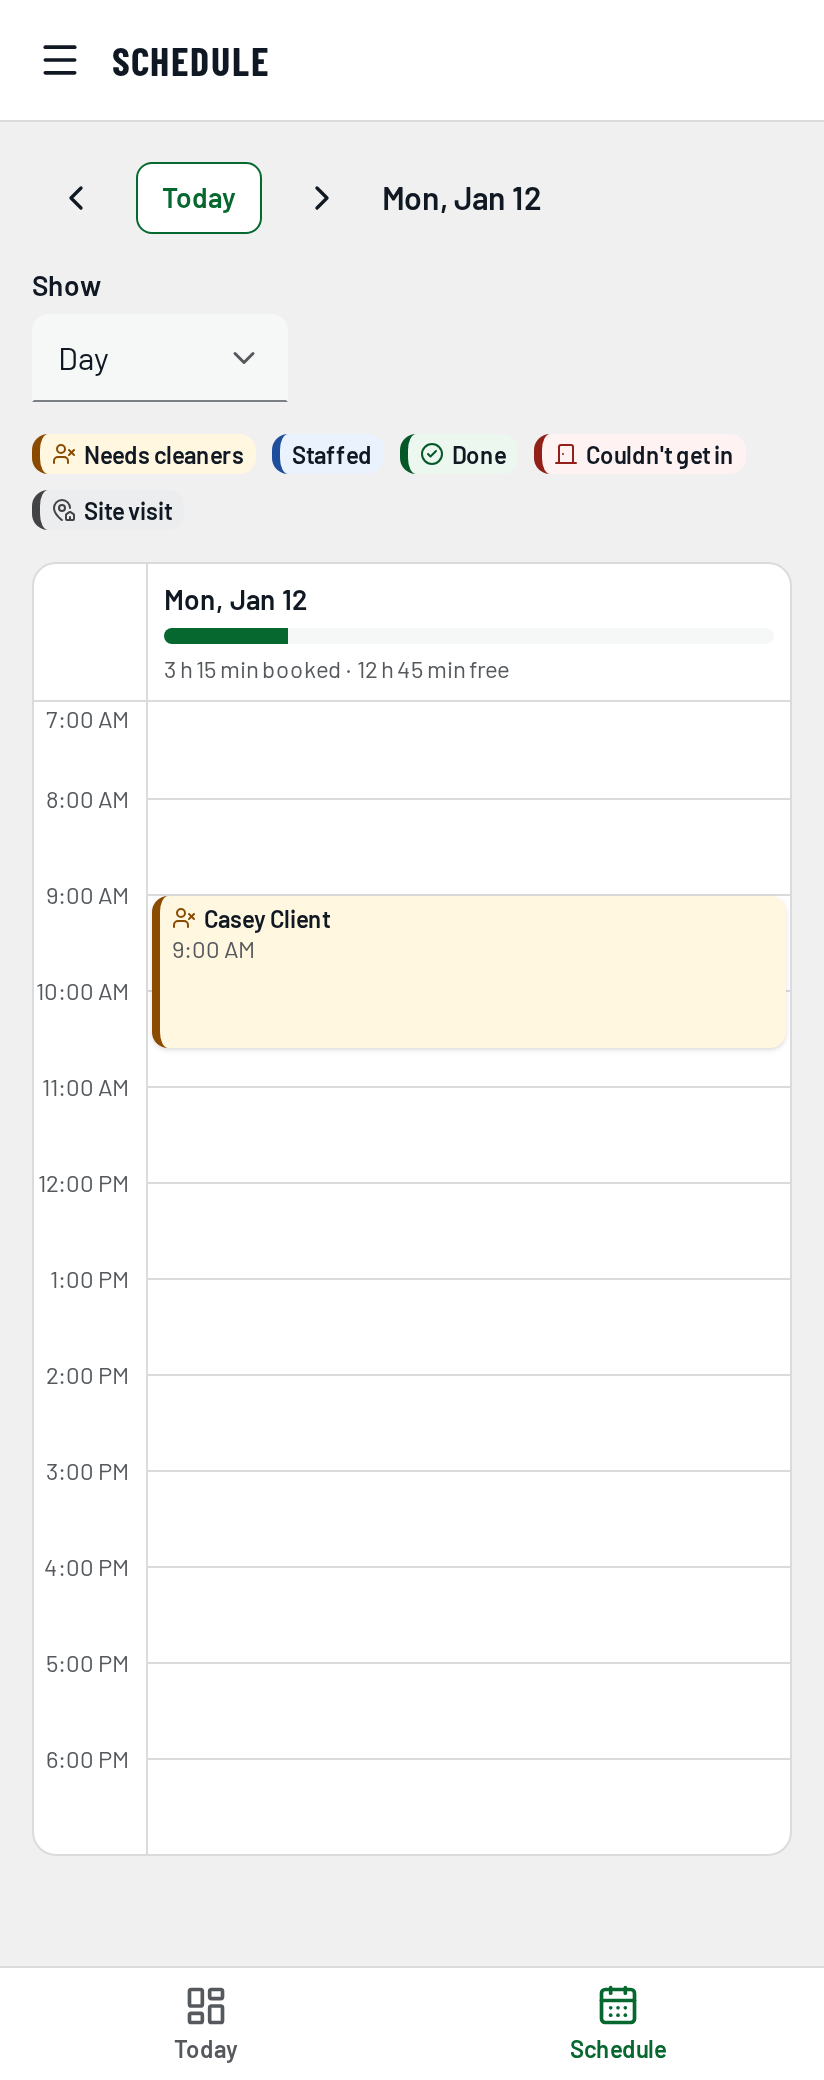 SCHEDULE
Today
Mon, Jan 12
Show
Day
Needs cleaners
Staffed
Done
Couldn't get in
Site visit
Mon, Jan 12
3 h 15 min booked · 12 h 45 min free
7:00 AM
8:00 AM
9:00 AM
Casey Client
9:00 AM
10:00 AM
11:00 AM
12:00 PM
1:00 PM
2:00 PM
3:00 PM
4:00 PM
5:00 PM
6:00 PM
Today
Schedule